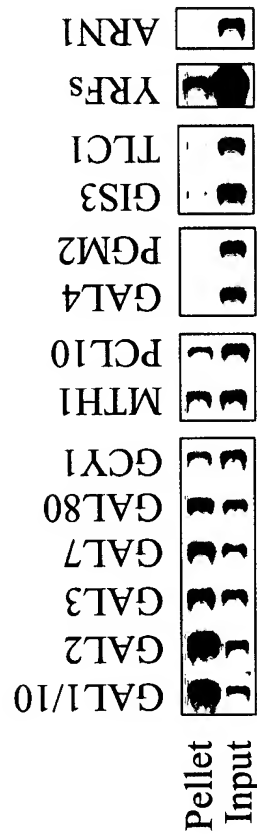 ARN1
YRFs
TLC1
GIS3
PGM2
GAL4
PCL10
MTH1
GCY1
GAL80
GAL7
GAL3
GAL2
GAL1/10
Pellet
Input